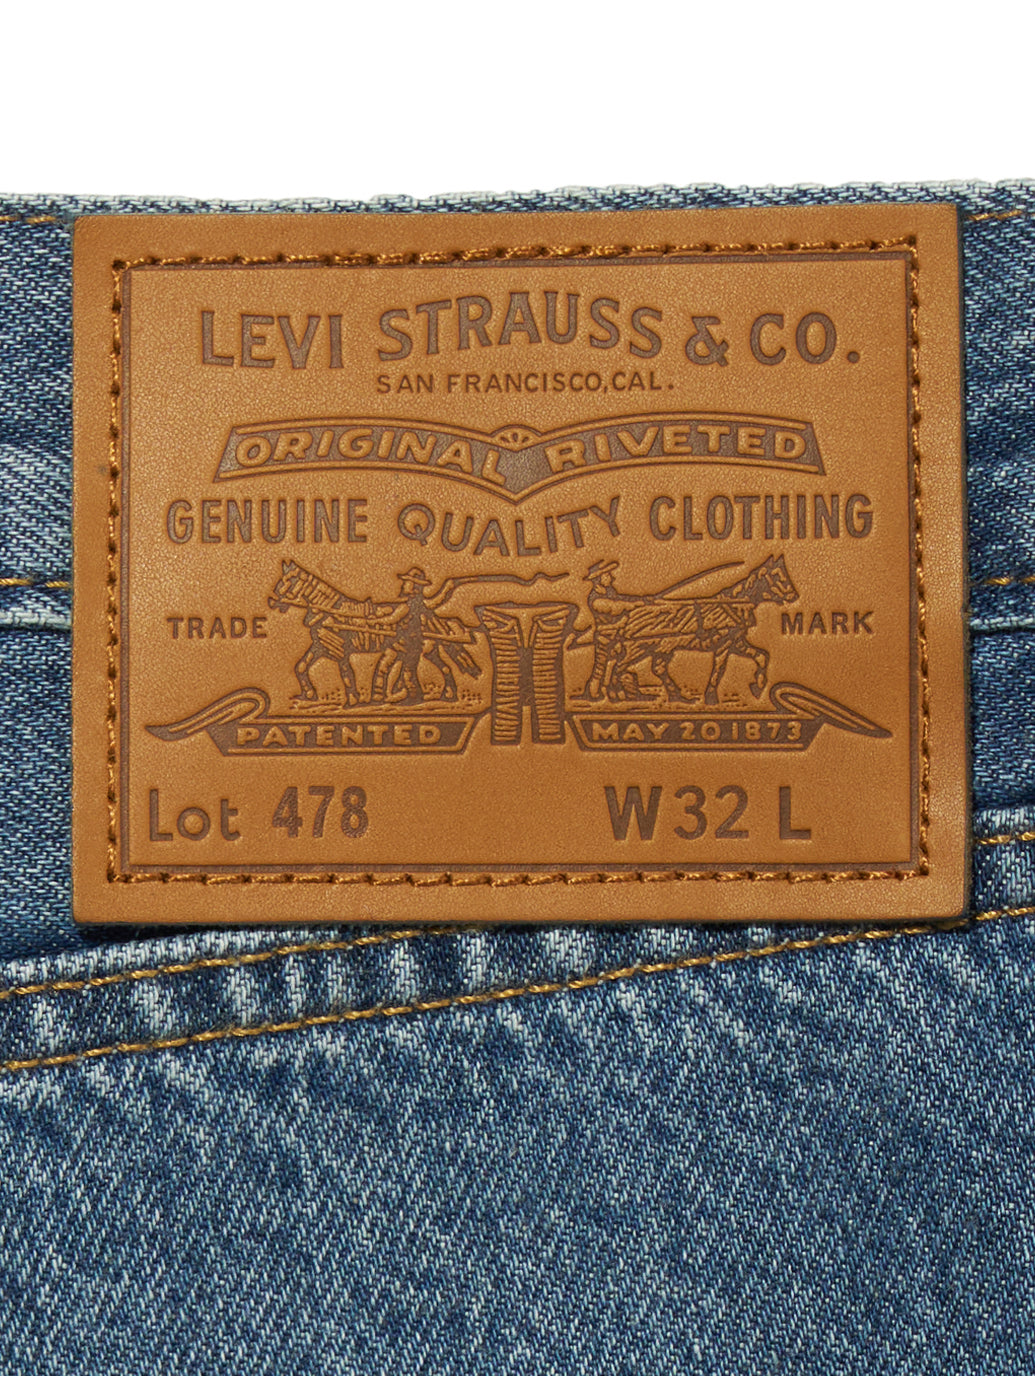 LEVI STRAUSS & CO.
SAN FRANCISCO, CAL.
ORIGINAL RIVETED
GENUINE QUALITY CLOTHING
TRADE MARK
PATENTED MAY 20 1873
Lot 478 W 32 L